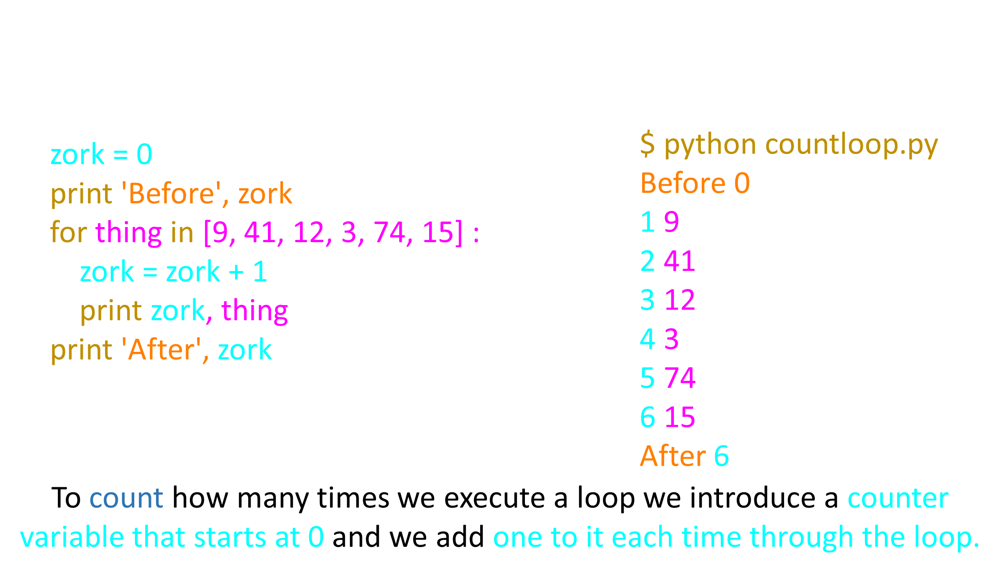 zork = 0
print 'Before', zork
for thing in [9, 41, 12, 3, 74, 15] :
zork = zork + 1
print zork, thing
print 'After', zork
$ python countloop.py
Before 0
1 9
2 41
3 12
4 3
5 74
6 15
After 6
To count how many times we execute a loop we introduce a counter
variable that starts at 0 and we add one to it each time through the loop.